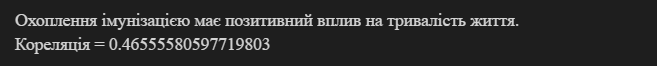 Охоплення імунізацією має позитивний вплив на тривалість життя.
Кореляція = 0.46555580597719803